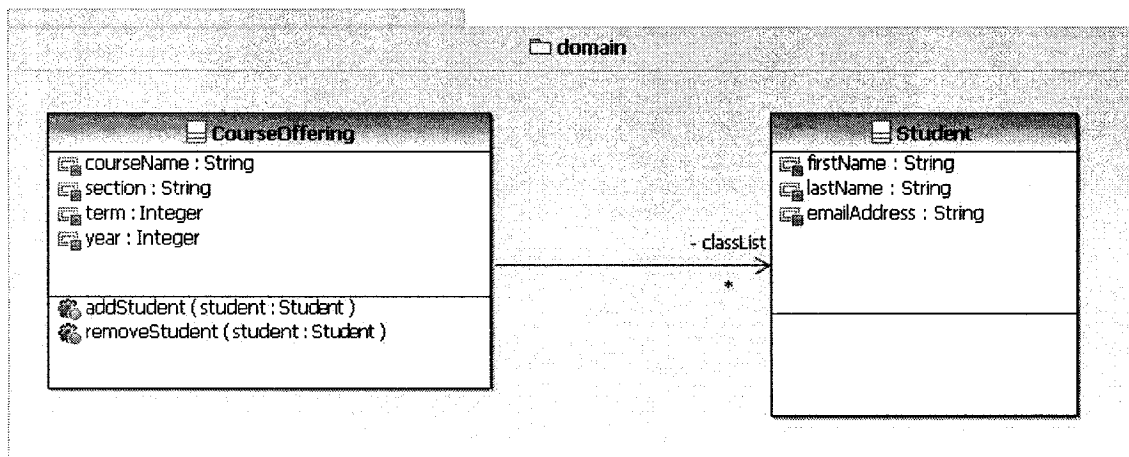 domain
CourseOffering
courseName : String
section : String
term : Integer
year : Integer
addStudent ( student : Student )
removeStudent ( student : Student )
- classList
*
Student
firstName : String
lastName : String
emailAddress : String